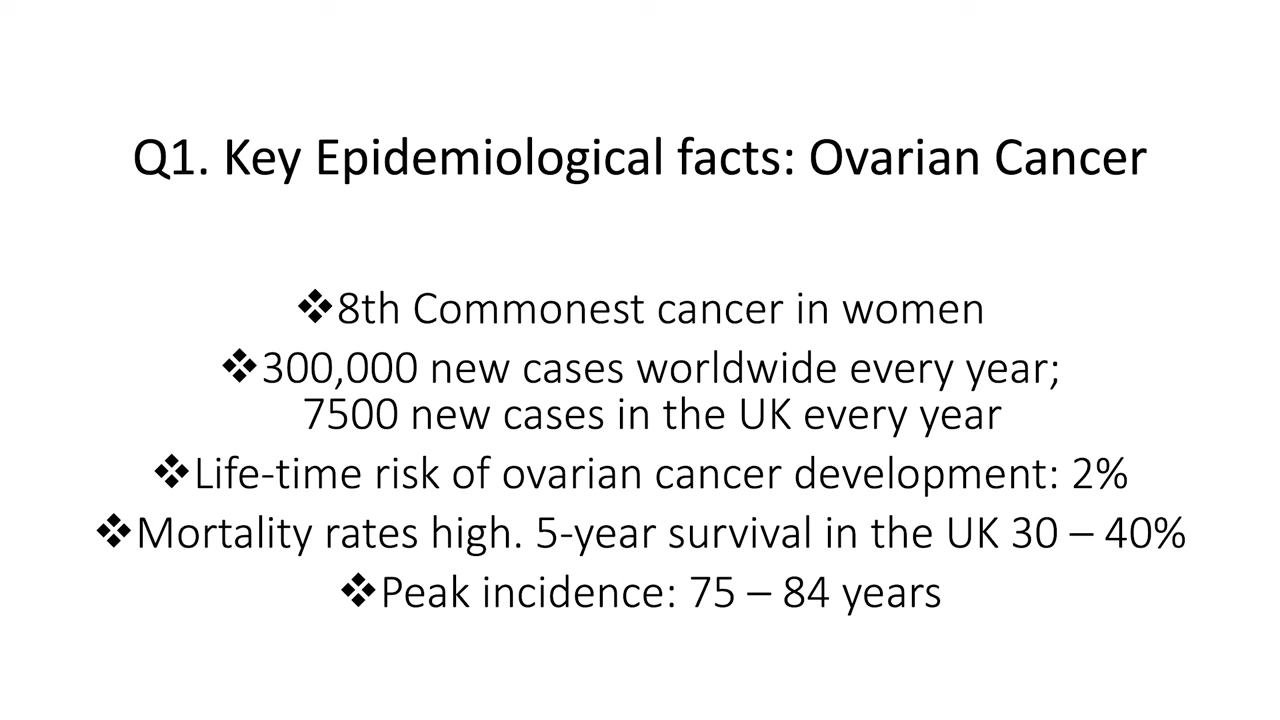 Q1. Key Epidemiological facts: Ovarian Cancer
❖8th Commonest cancer in women
❖300,000 new cases worldwide every year;
7500 new cases in the UK every year
❖Life-time risk of ovarian cancer development: 2%
❖Mortality rates high. 5-year survival in the UK 30 – 40%
❖Peak incidence: 75 – 84 years